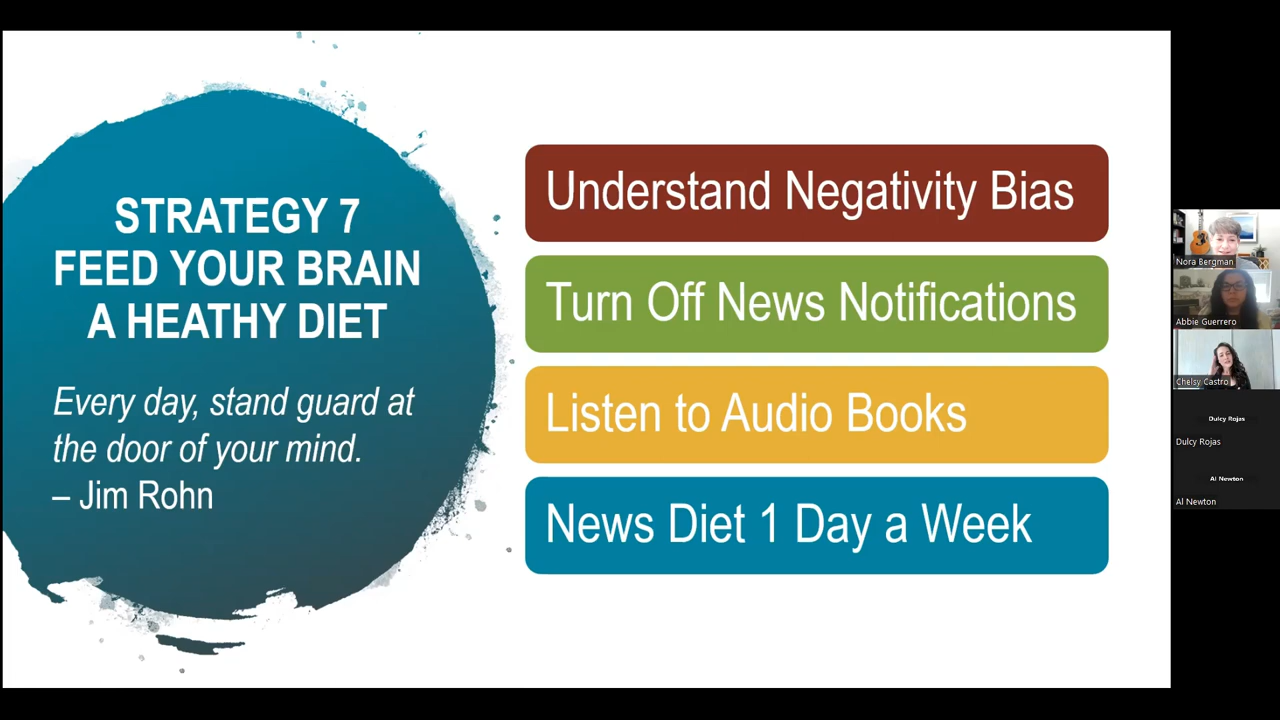 STRATEGY 7
FEED YOUR BRAIN
A HEATHY DIET
Every day, stand guard at
the door of your mind.
– Jim Rohn
Understand Negativity Bias
Turn Off News Notifications
Listen to Audio Books
News Diet 1 Day a Week
Nora Bergman
Abbie Guerrero
Chelsy Castro
Dulcy Rojas
Dulcy Rojas
Al Newton
Al Newton